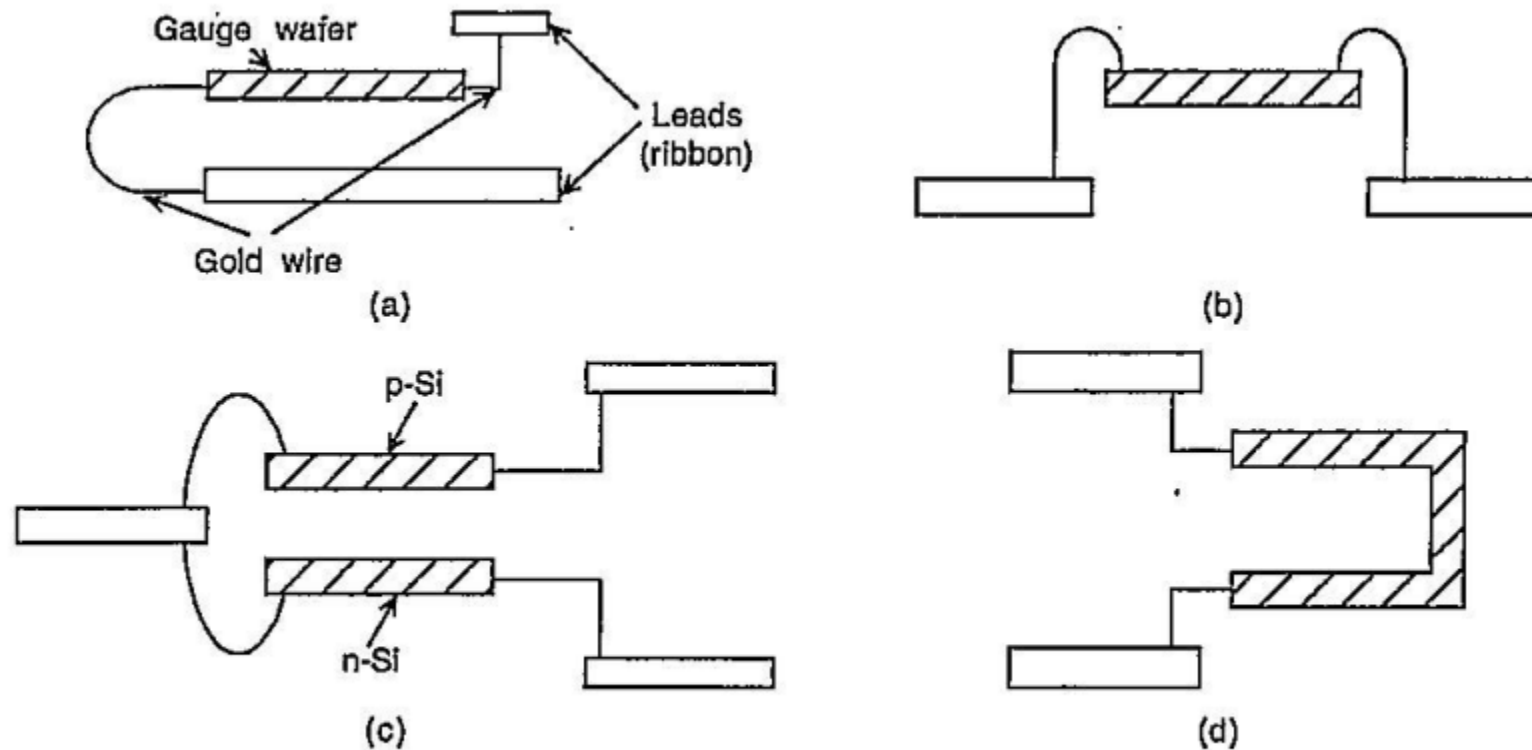 Gauge wafer
Leads
(ribbon)
Gold wire
(a)
(b)
p-Si
n-Si
(c)
(d)